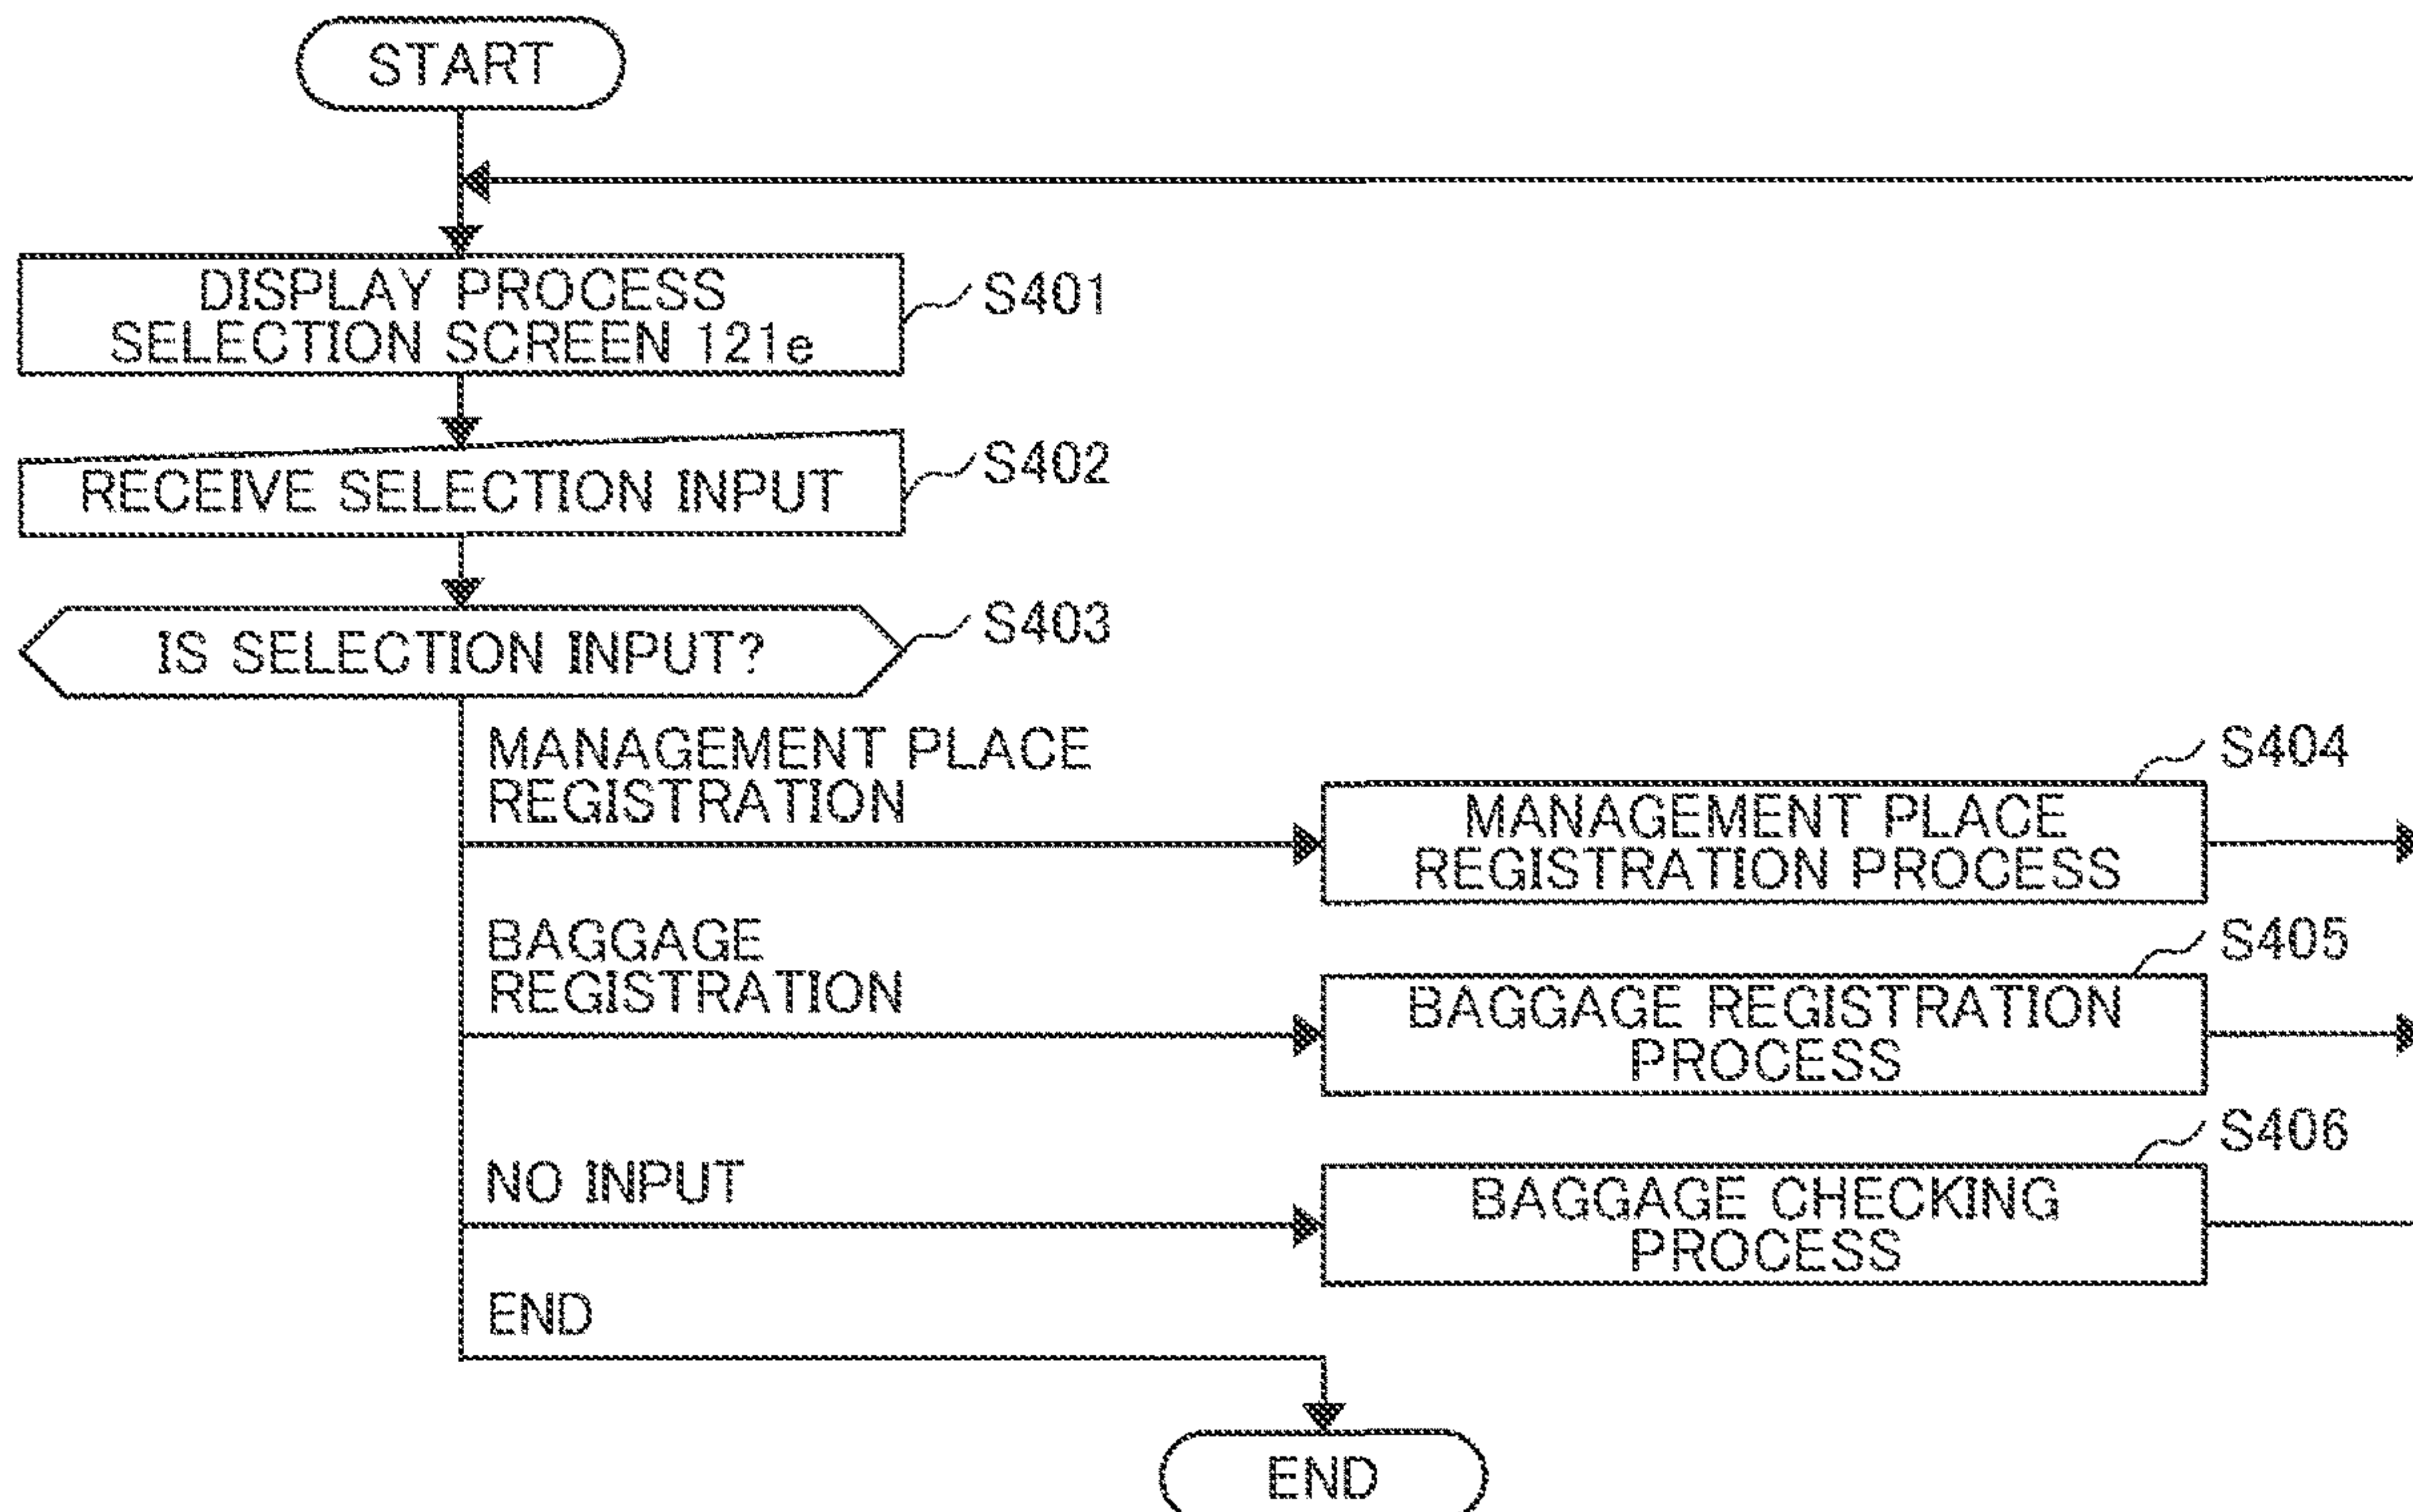 START
DISPLAY PROCESS
SELECTION SCREEN 121e
S401
RECEIVE SELECTION INPUT
S402
IS SELECTION INPUT?
S403
MANAGEMENT PLACE
REGISTRATION
MANAGEMENT PLACE
REGISTRATION PROCESS
S404
BAGGAGE
REGISTRATION
BAGGAGE REGISTRATION
PROCESS
S405
NO INPUT
BAGGAGE CHECKING
PROCESS
S406
END
END